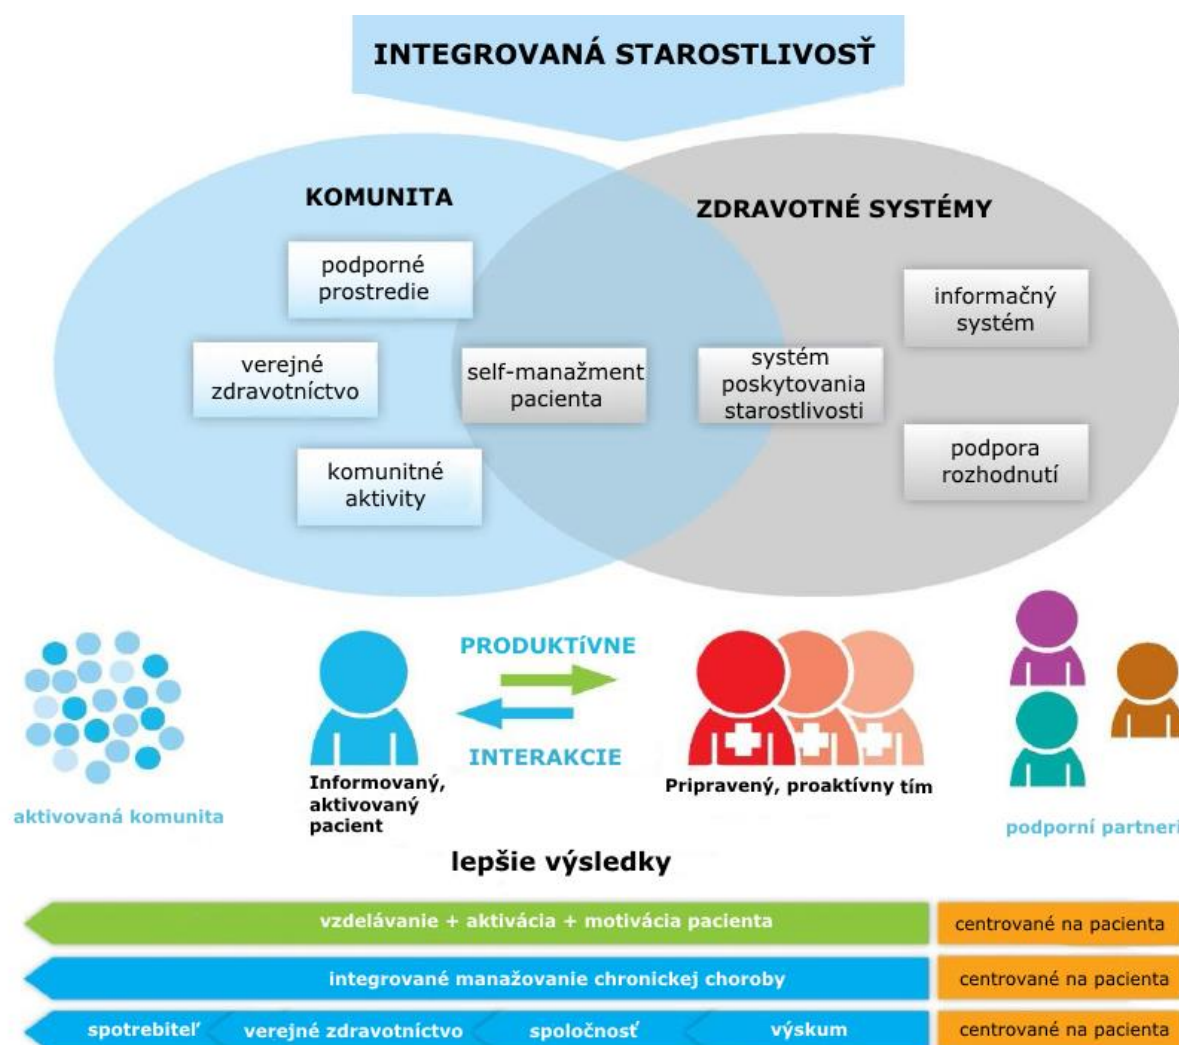 INTEGROVANÁ STAROSTLIVOSŤ
KOMUNITA
ZDRAVOTNÉ SYSTÉMY
podporné
prostredie
verejné
zdravotníctvo
komunitné
aktivity
self-manažment
pacienta
systém
poskytovania
starostlivosti
informačný
systém
podpora
rozhodnutí
PRODUKTíVNE
INTERAKCIE
aktivovaná komunita
Informovaný,
aktivovaný
pacient
Pripravený, proaktívny tím
podporní partneri
lepšie výsledky
vzdelávanie + aktivácia + motivácia pacienta
centrované na pacienta
integrované manažovanie chronickej choroby
centrované na pacienta
spotrebiteľ verejné zdravotníctvo spoločnosť výskum
centrované na pacienta